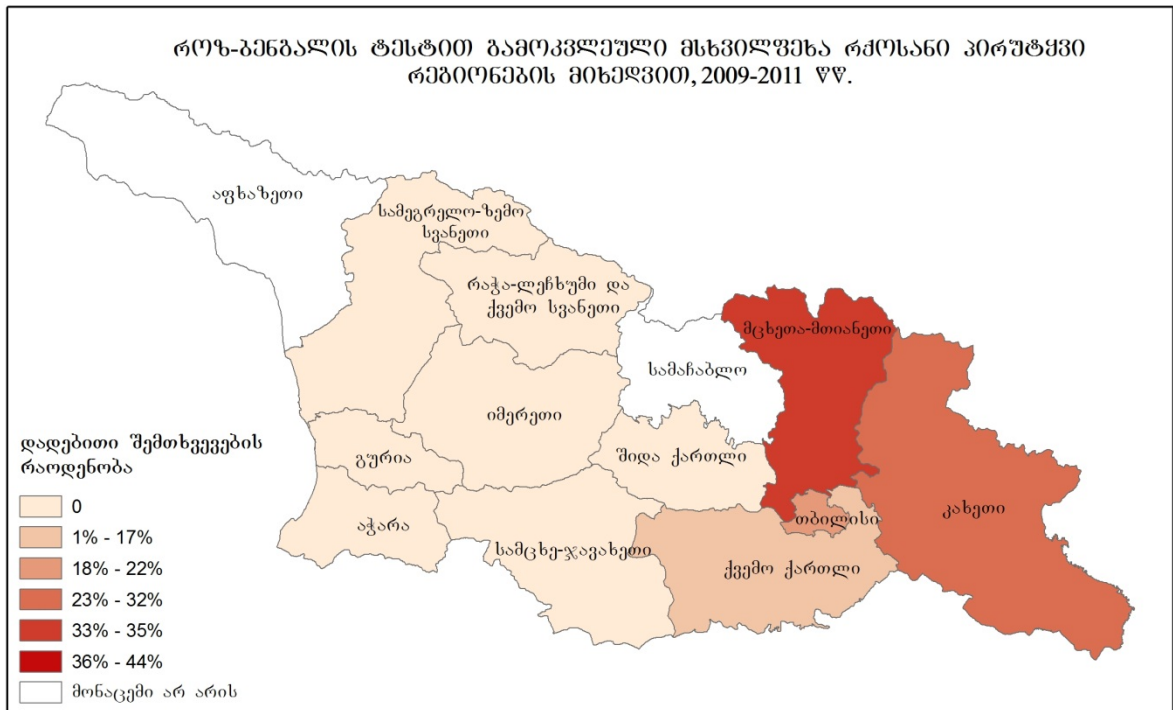 როზ-ბენგალის ტესტით გამოკვლეული მსხვილფეხა რქოსანი პირუტყვი
რეგიონების მიხედვით, 2009-2011 წწ.
აფხაზეთი
სამეგრელო-ზემო
სვანეთი
რაჭა-ლეჩხუმი და
ქვემო სვანეთი
მცხეთა-მთიანეთი
სამაჩაბლო
იმერეთი
შიდა ქართლი
გურია
კახეთი
თბილისი
აჭარა
სამცხე-ჯავახეთი
ქვემო ქართლი
დადებითი შემთხვევების
რაოდენობა
0
1% - 17%
18% - 22%
23% - 32%
33% - 35%
36% - 44%
მონაცემი არ არის